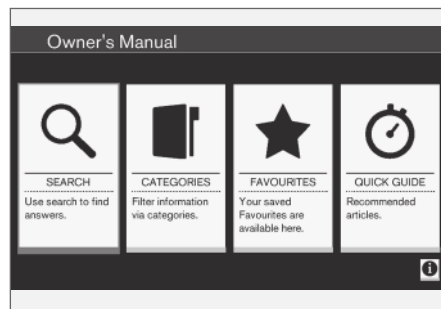 Owner's Manual
SEARCH
Use search to find
answers.
CATEGORIES
Filter information
via categories.
FAVOURITES
Your saved
Favourites are
available here.
QUICK GUIDE
Recommended
articles.
i